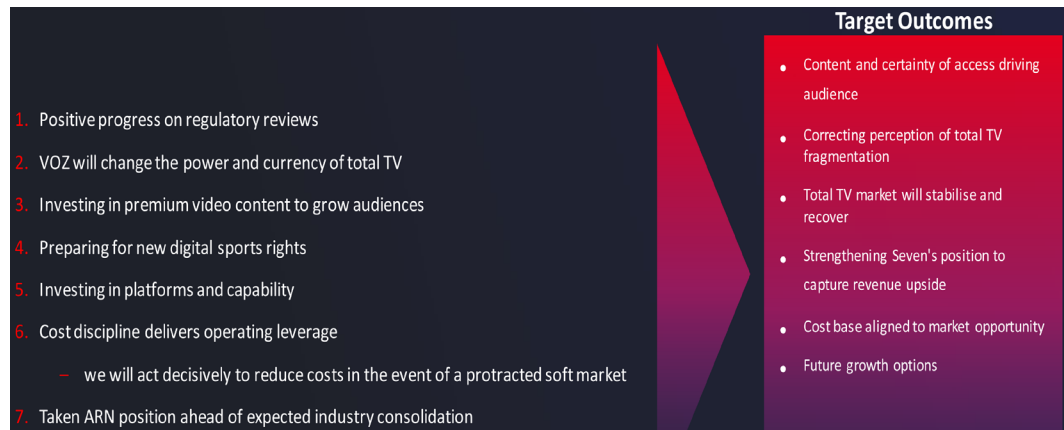 Target Outcomes
1. Positive progress on regulatory reviews
2. VOZ will change the power and currency of total TV
3. Investing in premium video content to grow audiences
4. Preparing for new digital sports rights
5. Investing in platforms and capability
6. Cost discipline delivers operating leverage
– we will act decisively to reduce costs in the event of a protracted soft market
7. Taken ARN position ahead of expected industry consolidation
• Content and certainty of access driving
audience
• Correcting perception of total TV
fragmentation
• Total TV market will stabilise and
recover
• Strengthening Seven's position to
capture revenue upside
• Cost base aligned to market opportunity
• Future growth options